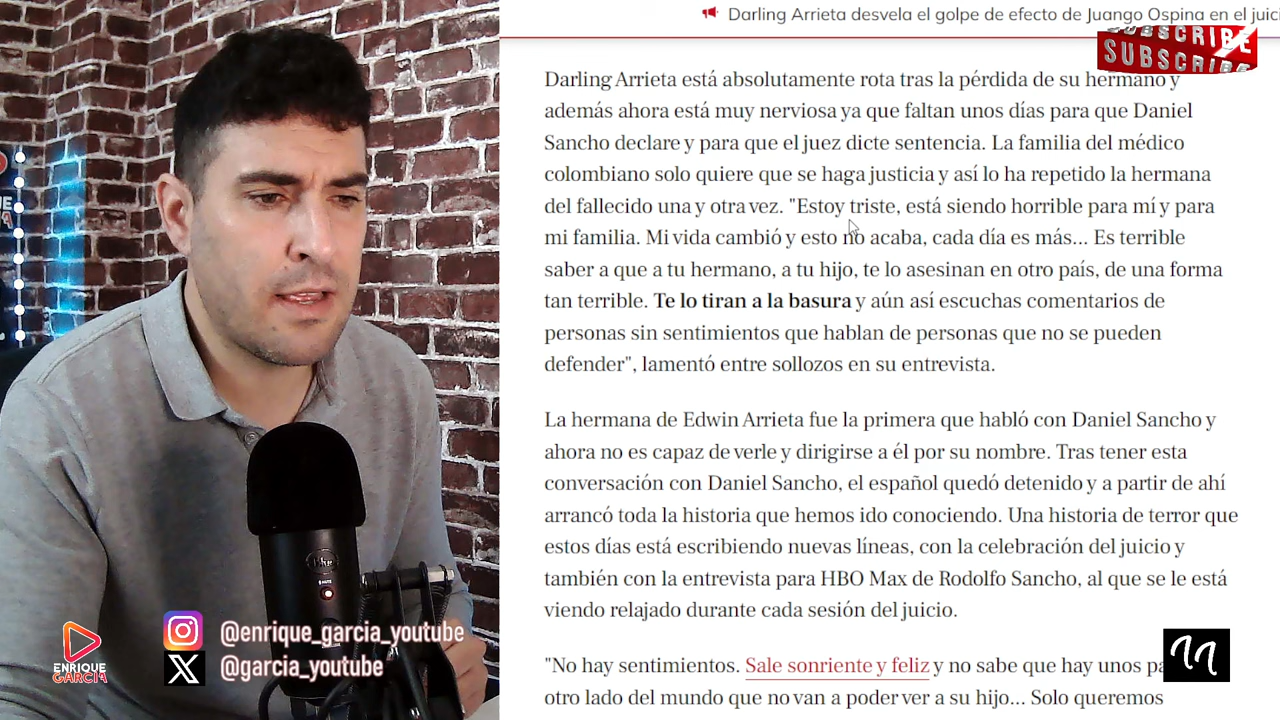 Darling Arrieta desvela el golpe de efecto de Juango Ospina en el juici
SUBSCRIBE
SUBSCRIBE
Darling Arrieta está absolutamente rota tras la pérdida de su hermano y
además ahora está muy nerviosa ya que faltan unos días para que Daniel
Sancho declare y para que el juez dicte sentencia. La familia del médico
colombiano solo quiere que se haga justicia y así lo ha repetido la hermana
del fallecido una y otra vez. "Estoy triste, está siendo horrible para mí y para
mi familia. Mi vida cambió y esto no acaba, cada día es más... Es terrible
saber a que a tu hermano, a tu hijo, te lo asesinan en otro país, de una forma
tan terrible. Te lo tiran a la basura y aún así escuchas comentarios de
personas sin sentimientos que hablan de personas que no se pueden
defender", lamentó entre sollozos en su entrevista.
La hermana de Edwin Arrieta fue la primera que habló con Daniel Sancho y
ahora no es capaz de verle y dirigirse a él por su nombre. Tras tener esta
conversación con Daniel Sancho, el español quedó detenido y a partir de ahí
arrancó toda la historia que hemos ido conociendo. Una historia de terror que
estos días está escribiendo nuevas líneas, con la celebración del juicio y
también con la entrevista para HBO Max de Rodolfo Sancho, al que se le está
viendo relajado durante cada sesión del juicio.
"No hay sentimientos. Sale sonriente y feliz y no sabe que hay unos pa
otro lado del mundo que no van a poder ver a su hijo... Solo queremos
@enrique_garcia_youtube
@garcia_youtube
ENRIQUE
GARCIA